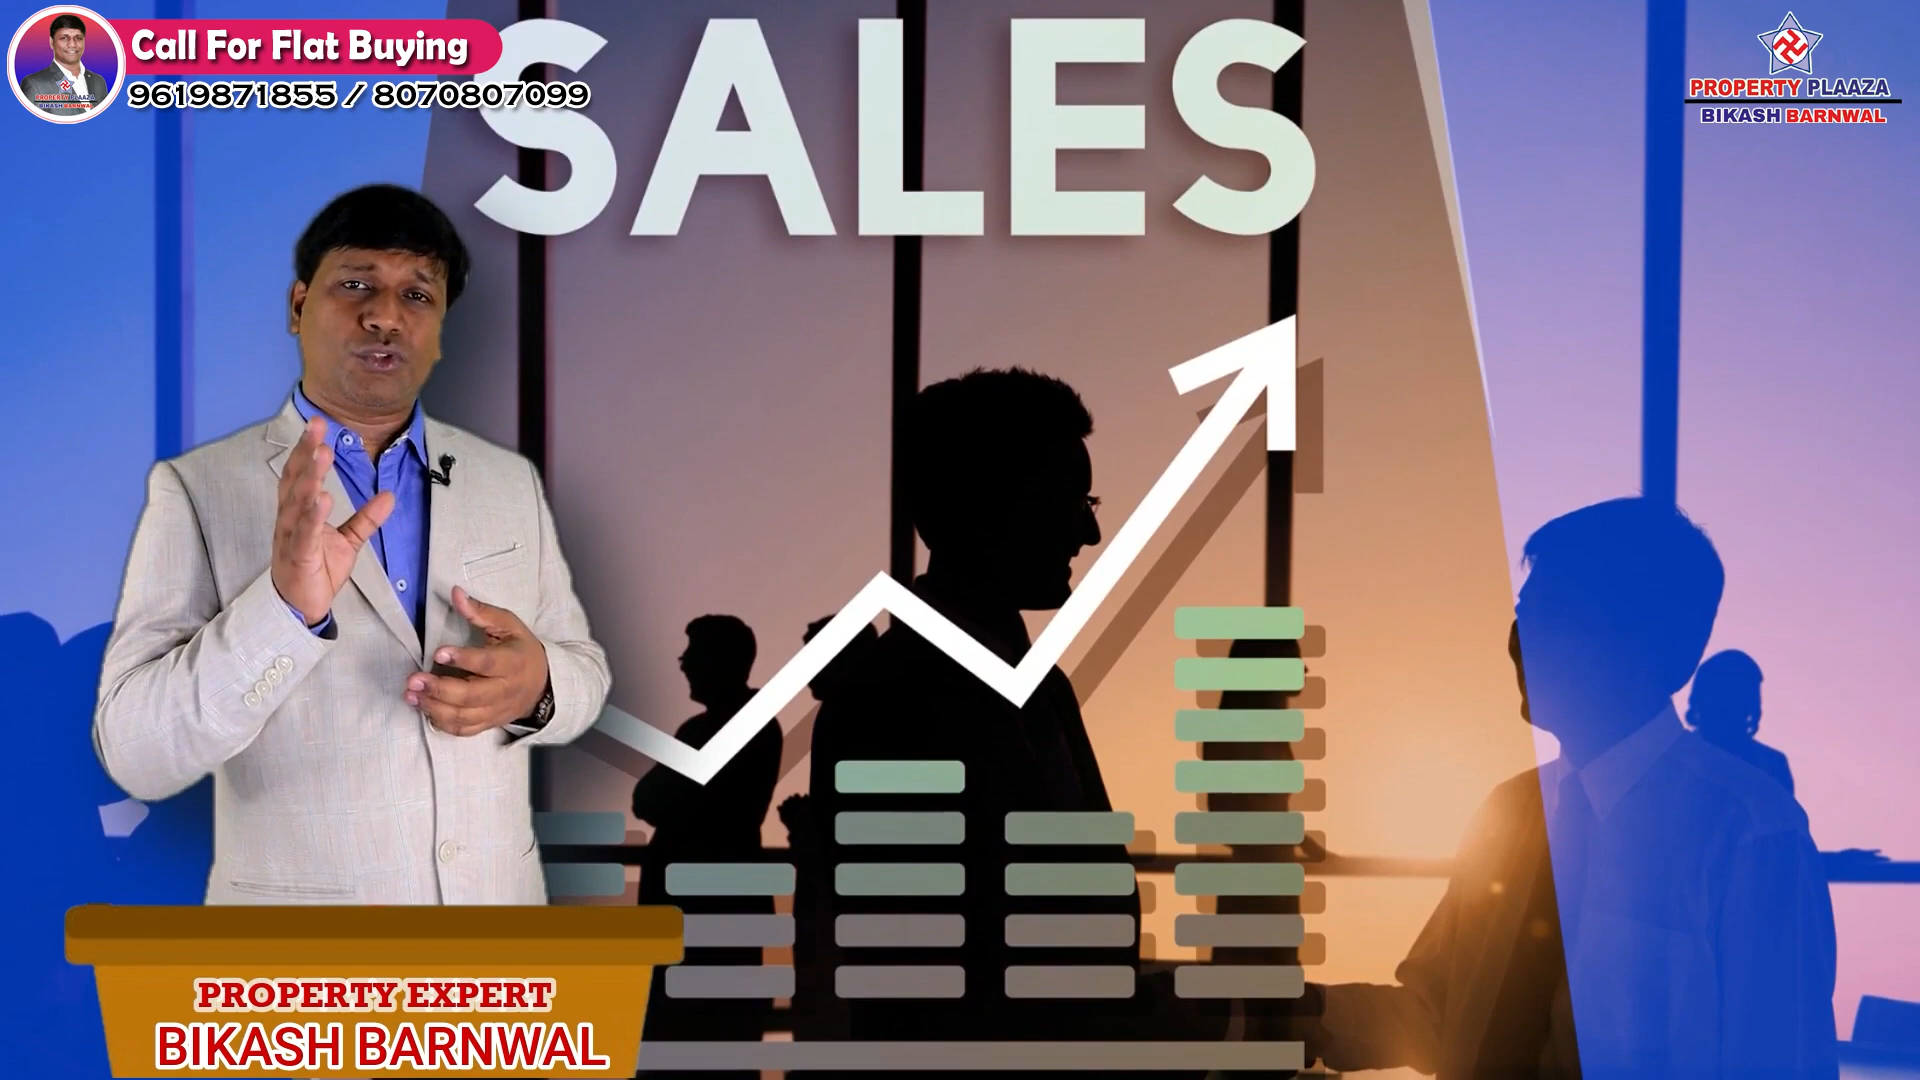 Call For Flat Buying
9619871855 / 8070807099
SALES
PROPERTY PLAAZA
BIKASH BARNWAL
PROPERTY EXPERT
BIKASH BARNWAL